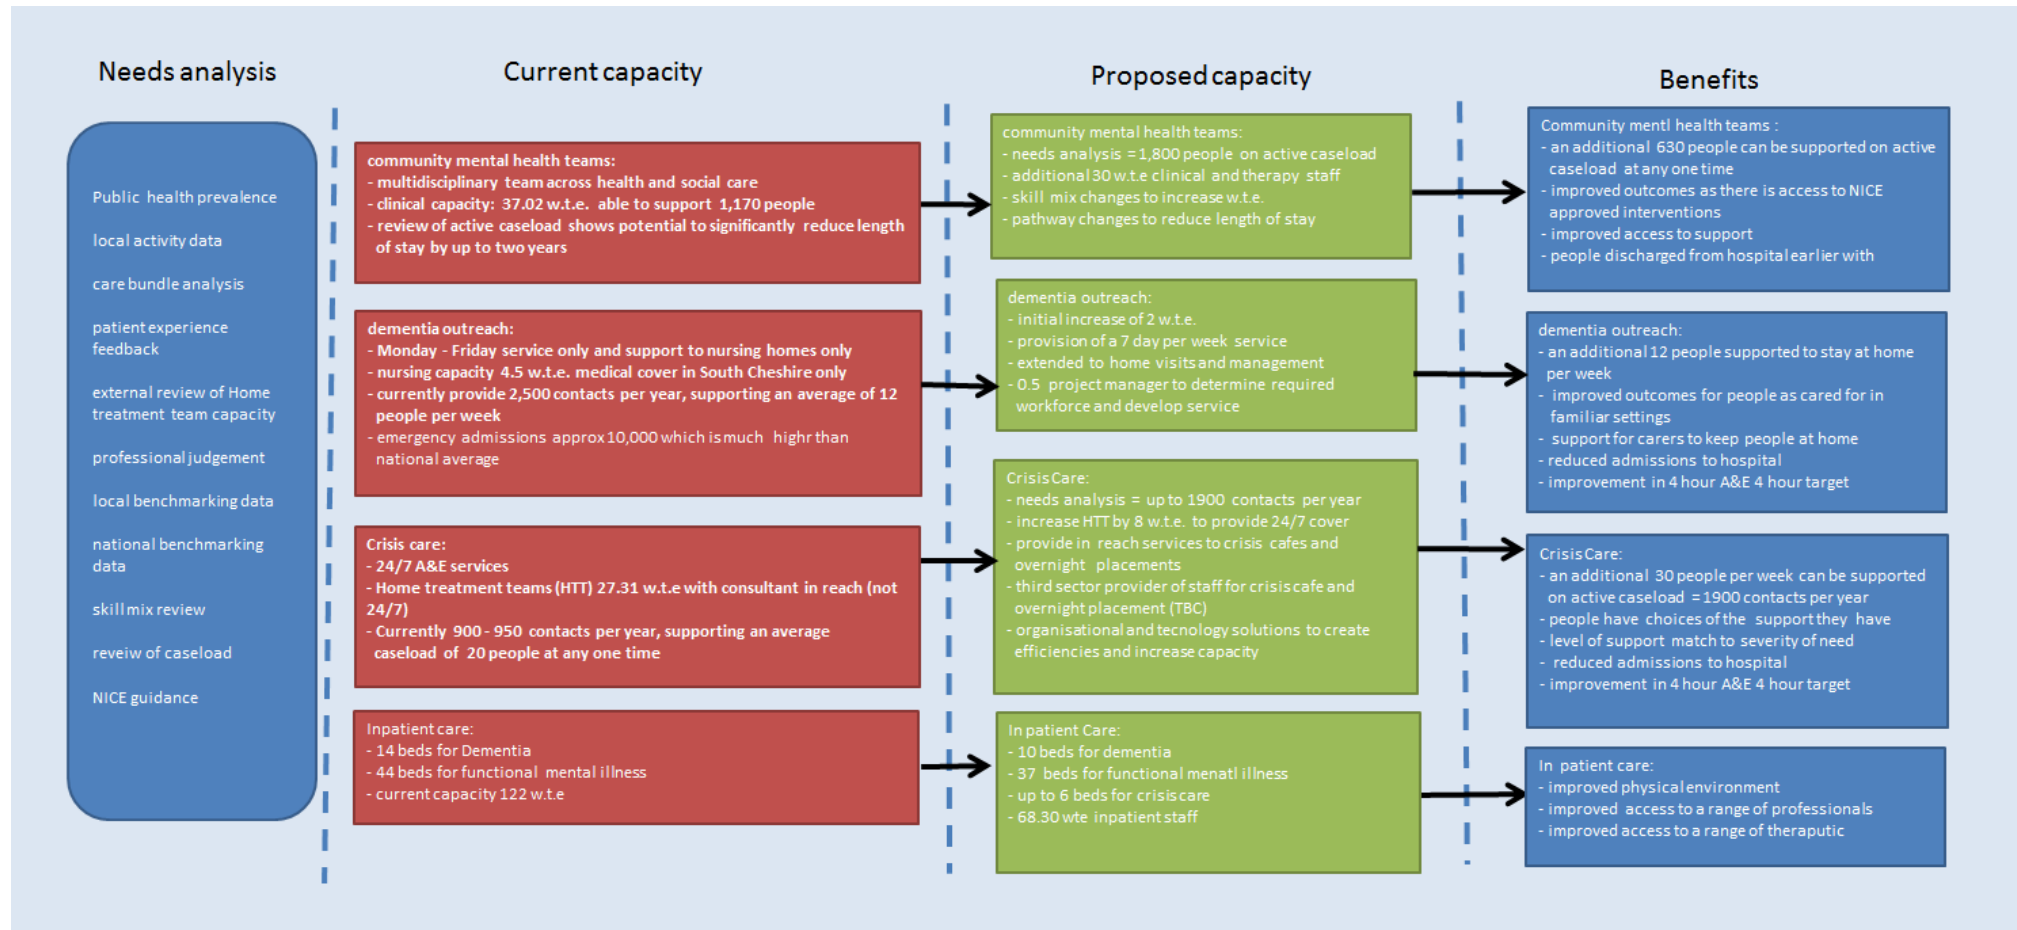 Needs analysis
Public health prevalence
local activity data
care bundle analysis
patient experience
feedback
external review of Home
treatment team capacity
professional judgement
local benchmarking data
national benchmarking
data
skill mix review
reveiw of caseload
NICE guidance
Current capacity
community mental health teams:
- multidisciplinary team across health and social care
- clinical capacity: 37.02 w.t.e. able to support 1,170 people
- review of active caseload shows potential to significantly reduce length
of stay by up to two years
dementia outreach:
- Monday - Friday service only and support to nursing homes only
- nursing capacity 4.5 w.t.e. medical cover in South Cheshire only
- currently provide 2,500 contacts per year, supporting an average of 12
people per week
- emergency admissions approx 10,000 which is much highr than
national average
Crisis care:
- 24/7 A&E services
- Home treatment teams (HTT) 27.31 w.t.e with consultant in reach (not
24/7)
- Currently 900 - 950 contacts per year, supporting an average
caseload of 20 people at any one time
Inpatient care:
- 14 beds for Dementia
- 44 beds for functional mental illness
- current capacity 122 w.t.e
Proposed capacity
community mental health teams:
- needs analysis = 1,800 people on active caseload
- additional 30 w.t.e clinical and therapy staff
- skill mix changes to increase w.t.e.
- pathway changes to reduce length of stay
dementia outreach:
- initial increase of 2 w.t.e.
- provision of a 7 day per week service
- extended to home visits and management
- 0.5 project manager to determine required
workforce and develop service
Crisis Care:
- needs analysis = up to 1900 contacts per year
- increase HTT by 8 w.t.e. to provide 24/7 cover
- provide in reach services to crisis cafes and
overnight placements
- third sector provider of staff for crisis cafe and
overnight placement (TBC)
- organisational and tecnology solutions to create
efficiencies and increase capacity
In patient Care:
- 10 beds for dementia
- 37 beds for functional menatl illness
- up to 6 beds for crisis care
- 68.30 wte inpatient staff
Benefits
Community mentl health teams :
- an additional 630 people can be supported on active
caseload at any one time
- improved outcomes as there is access to NICE
approved interventions
- improved access to support
- people discharged from hospital earlier with
dementia outreach:
- an additional 12 people supported to stay at home
per week
- improved outcomes for people as cared for in
familiar settings
- support for carers to keep people at home
- reduced admissions to hospital
- improvement in 4 hour A&E 4 hour target
Crisis Care:
- an additional 30 people per week can be supported
on active caseload = 1900 contacts per year
- people have choices of the support they have
- level of support match to severity of need
- reduced admissions to hospital
- improvement in 4 hour A&E 4 hour target
In patient care:
- improved physical environment
- improved access to a range of professionals
- improved access to a range of theraputic